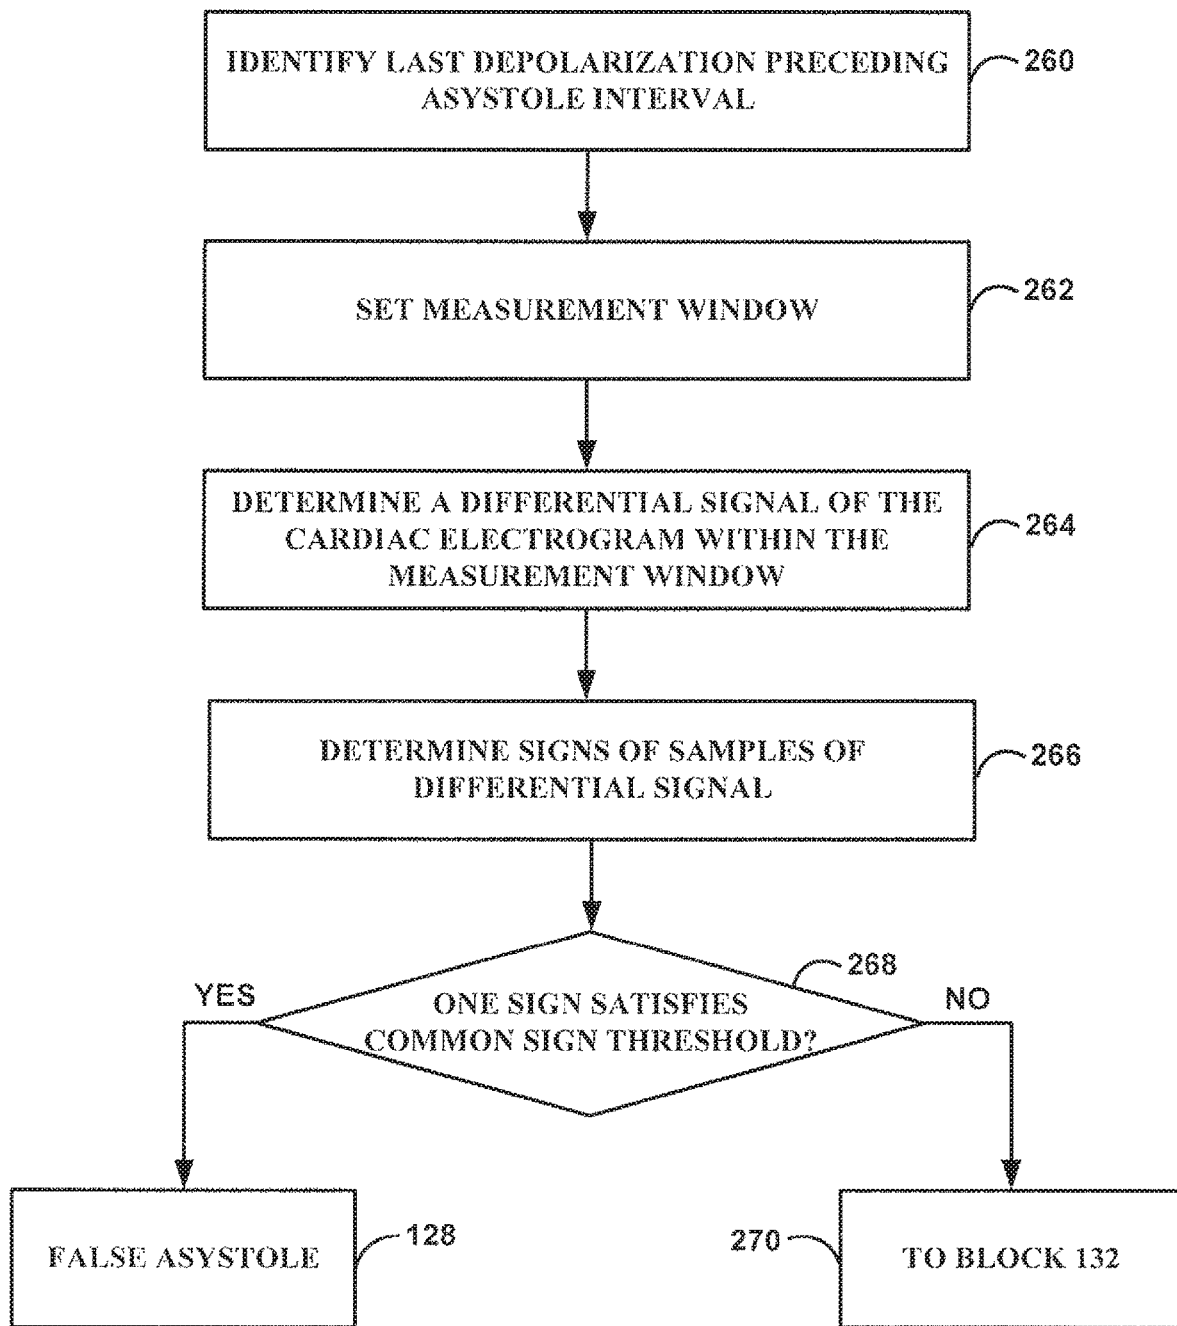 IDENTIFY LAST DEPOLARIZATION PRECEDING
ASYSTOLE INTERVAL
260
SET MEASUREMENT WINDOW
262
DETERMINE A DIFFERENTIAL SIGNAL OF THE
CARDIAC ELECTROGRAM WITHIN THE
MEASUREMENT WINDOW
264
DETERMINE SIGNS OF SAMPLES OF
DIFFERENTIAL SIGNAL
266
268
YES
ONE SIGN SATISFIES
COMMON SIGN THRESHOLD?
NO
FALSE ASYSTOLE
128
270
TO BLOCK 132